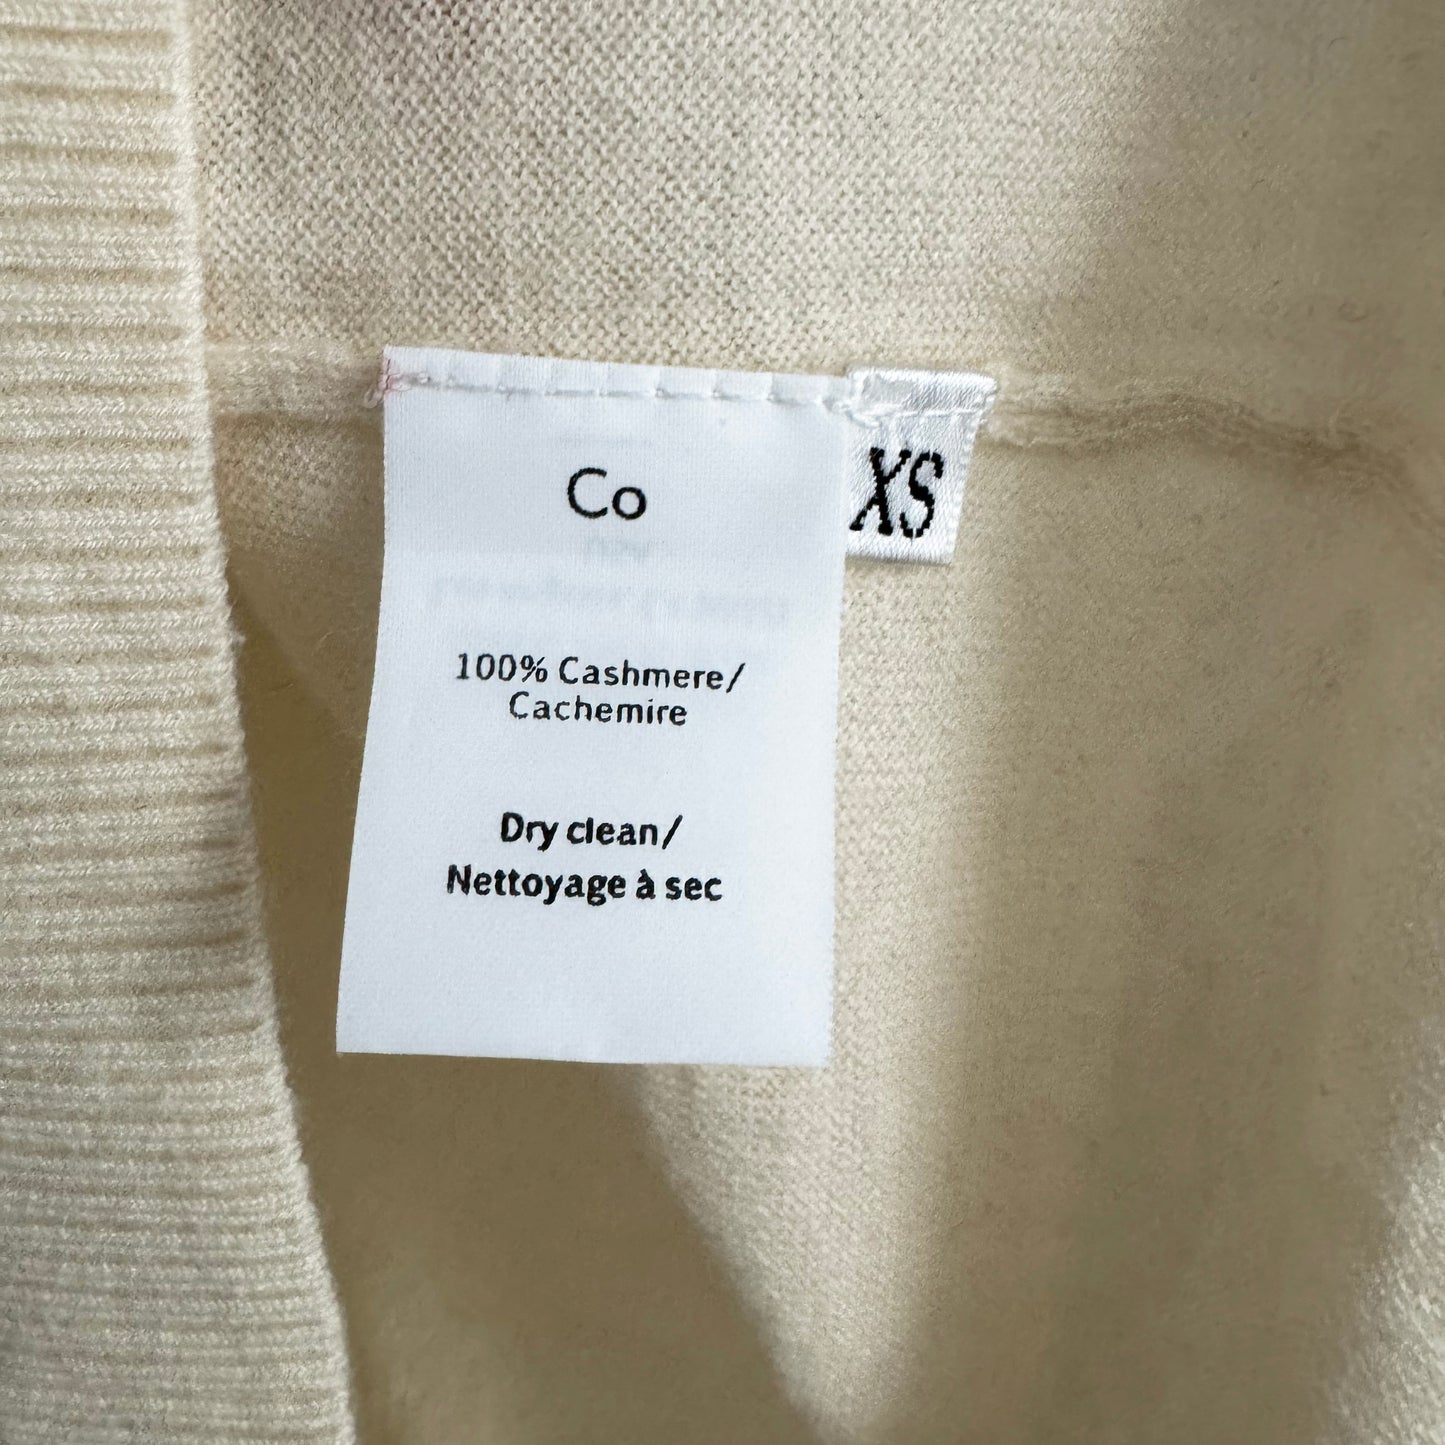 Co
XS
100% Cashmere/
Cachemire
Dry clean/
Nettoyage à sec